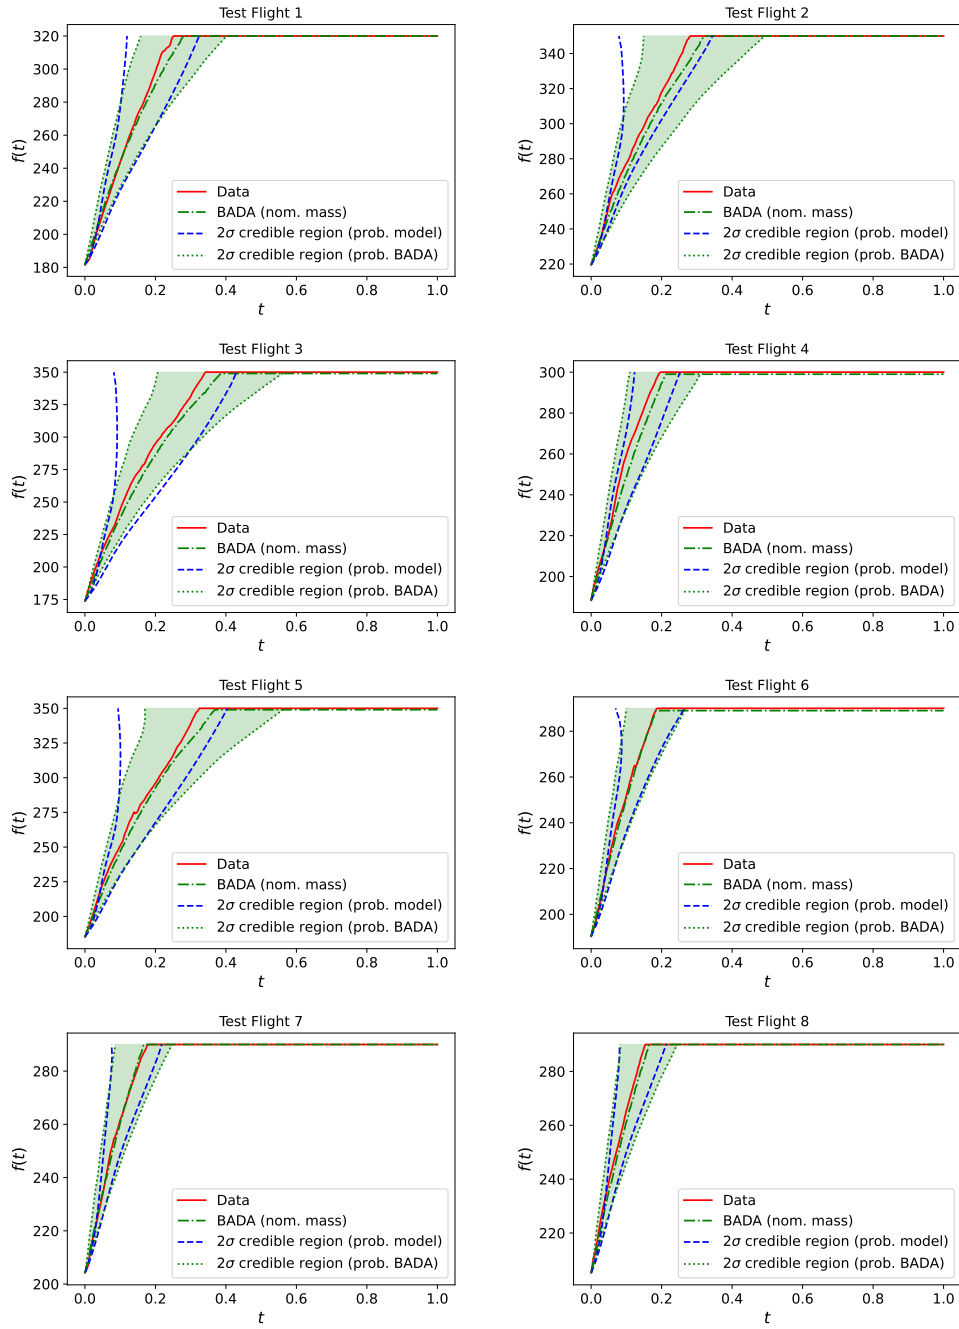 Test Flight 1
320
300
280
260
240
220
200
180
f(t)
0.0 0.2 0.4 0.6 0.8 1.0
t
Data
BADA (nom. mass)
2σ credible region (prob. model)
2σ credible region (prob. BADA)
Test Flight 2
340
320
300
280
260
240
220
f(t)
0.0 0.2 0.4 0.6 0.8 1.0
t
Data
BADA (nom. mass)
2σ credible region (prob. model)
2σ credible region (prob. BADA)
Test Flight 3
350
325
300
275
250
225
200
175
f(t)
0.0 0.2 0.4 0.6 0.8 1.0
t
Data
BADA (nom. mass)
2σ credible region (prob. model)
2σ credible region (prob. BADA)
Test Flight 4
300
280
260
240
220
200
f(t)
0.0 0.2 0.4 0.6 0.8 1.0
t
Data
BADA (nom. mass)
2σ credible region (prob. model)
2σ credible region (prob. BADA)
Test Flight 5
350
325
300
275
250
225
200
f(t)
0.0 0.2 0.4 0.6 0.8 1.0
t
Data
BADA (nom. mass)
2σ credible region (prob. model)
2σ credible region (prob. BADA)
Test Flight 6
280
260
240
220
200
f(t)
0.0 0.2 0.4 0.6 0.8 1.0
t
Data
BADA (nom. mass)
2σ credible region (prob. model)
2σ credible region (prob. BADA)
Test Flight 7
280
260
240
220
200
f(t)
0.0 0.2 0.4 0.6 0.8 1.0
t
Data
BADA (nom. mass)
2σ credible region (prob. model)
2σ credible region (prob. BADA)
Test Flight 8
280
260
240
220
f(t)
0.0 0.2 0.4 0.6 0.8 1.0
t
Data
BADA (nom. mass)
2σ credible region (prob. model)
2σ credible region (prob. BADA)